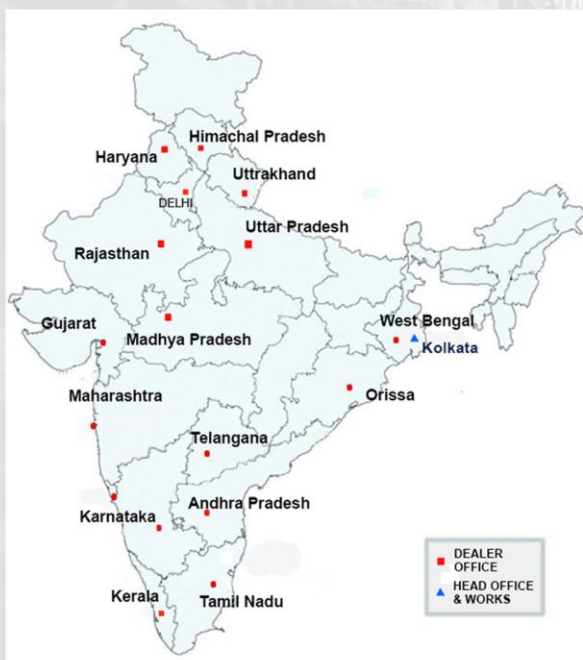 Himachal Pradesh
Haryana
Uttrakhand
DELHI
Uttar Pradesh
Rajasthan
West Bengal
Gujarat
Madhya Pradesh
Kolkata
Maharashtra
Orissa
Telangana
Andhra Pradesh
Karnataka
Kerala
Tamil Nadu
DEALER
OFFICE
HEAD OFFICE
& WORKS